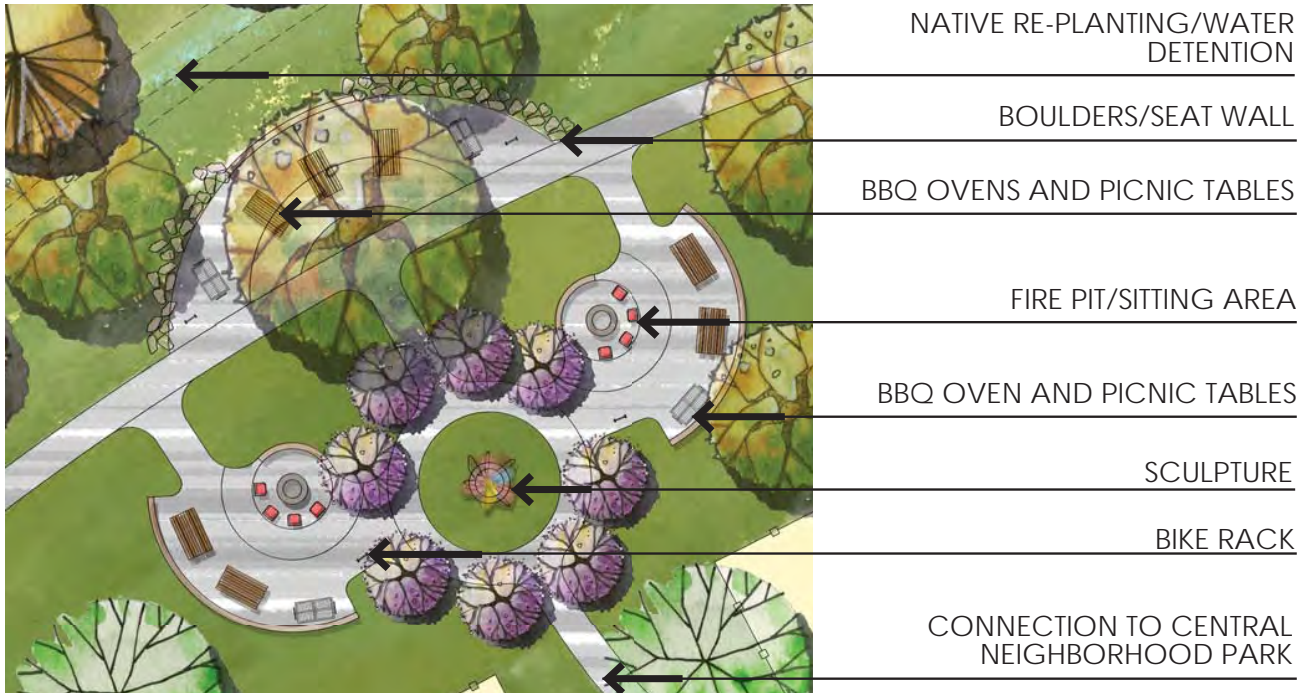 NATIVE RE-PLANTING/WATER
DETENTION
BOULDERS/SEAT WALL
BBQ OVENS AND PICNIC TABLES
FIRE PIT/SITTING AREA
BBQ OVEN AND PICNIC TABLES
SCULPTURE
BIKE RACK
CONNECTION TO CENTRAL
NEIGHBORHOOD PARK